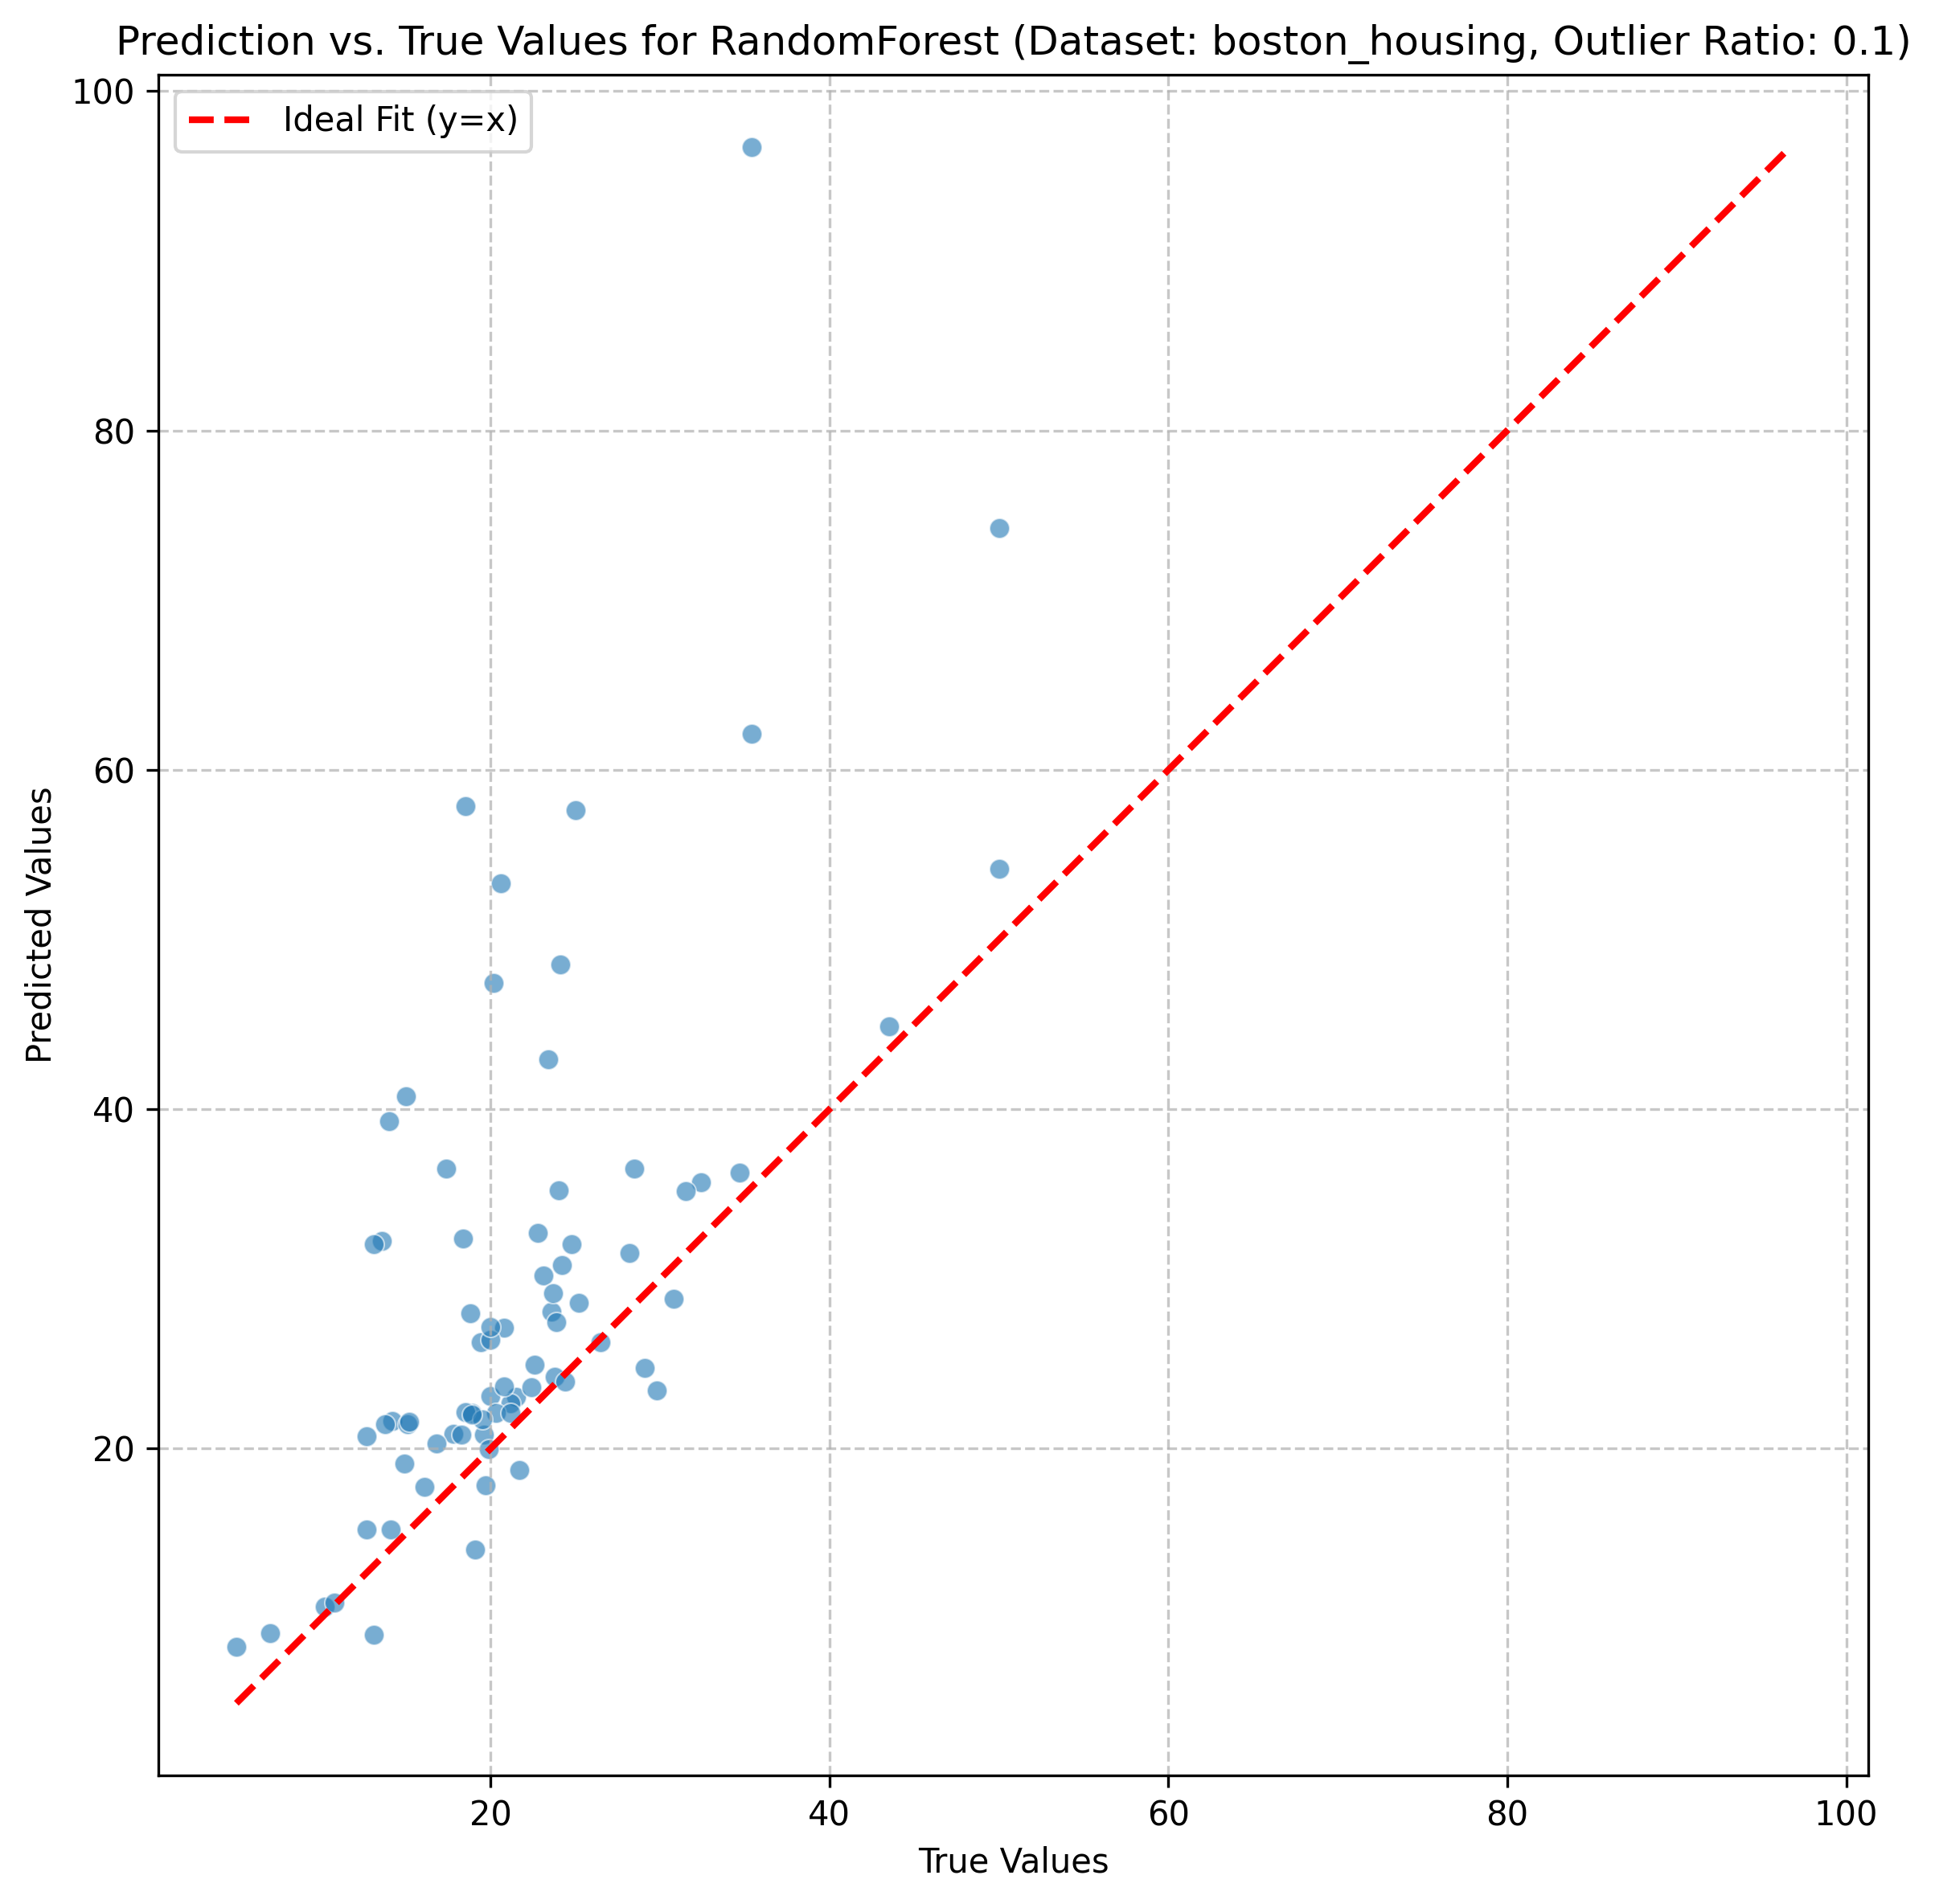 Prediction vs. True Values for RandomForest (Dataset: boston_housing, Outlier Ratio: 0.1)
Ideal Fit (y=x)
100
80
60
40
20
Predicted Values
20 40 60 80 100
True Values